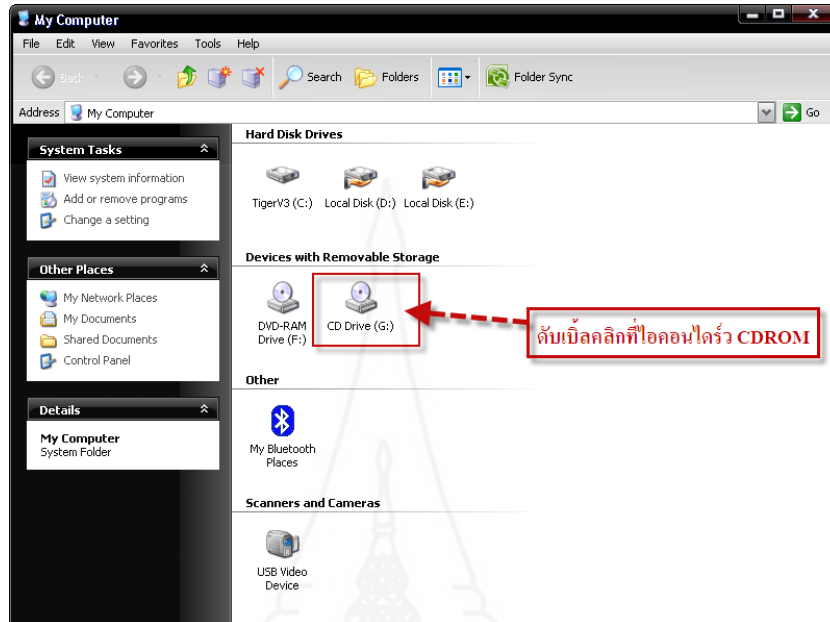 My Computer
File Edit View Favorites Tools Help
Back Search Folders Folder Sync
Address My Computer Go
System Tasks
View system information
Add or remove programs
Change a setting
Other Places
My Network Places
My Documents
Shared Documents
Control Panel
Details
My Computer
System Folder
Hard Disk Drives
TigerV3 (C:) Local Disk (D:) Local Disk (E:)
Devices with Removable Storage
DVD-RAM
Drive (F:)
CD Drive (G:)
ดับเบิ้ลคลิกที่ไอคอนไดร์ว CDROM
Other
My Bluetooth
Places
Scanners and Cameras
USB Video
Device